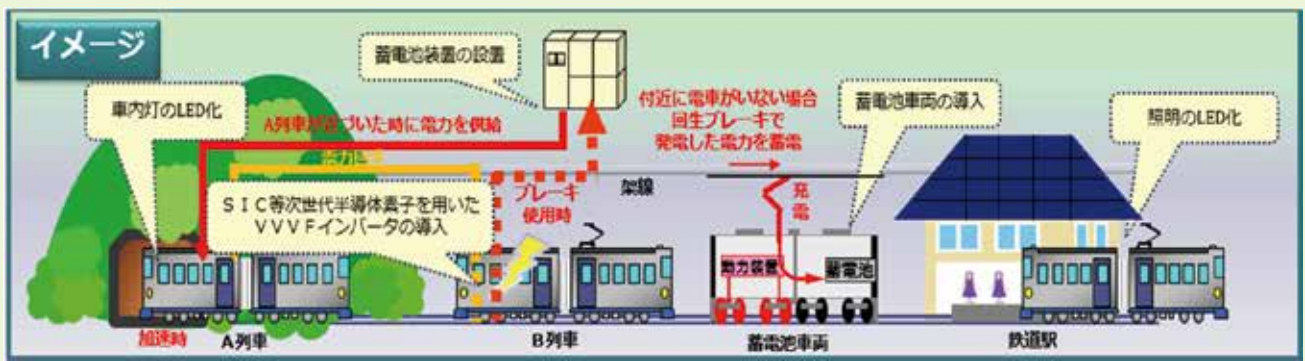 イメージ
蓄電池装置の設置
車内灯のLED化
A列車が近づいた時に電力を供給
付近に電車がいない場合
回生ブレーキで
発電した電力を蓄電
蓄電池車両の導入
照明のLED化
SIC等次世代半導体素子を用いた
VVVFインバータの導入
ブレーキ
使用時
架線
充電
動力装置
蓄電池
加速時
A列車
B列車
蓄電池車両
鉄道駅